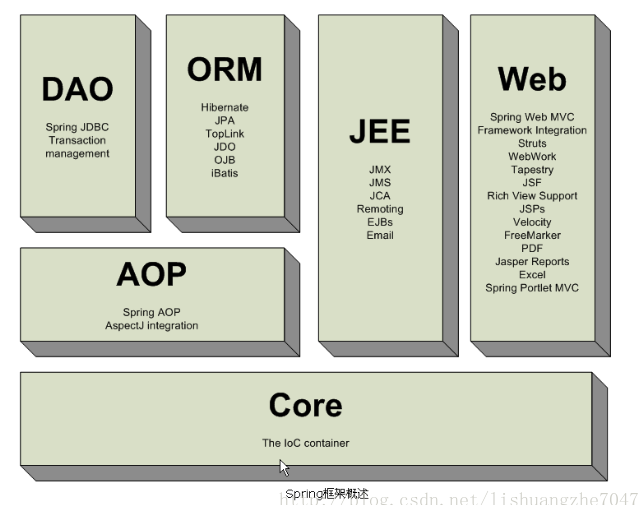 DAO
Spring JDBC
Transaction
management
ORM
Hibernate
JPA
TopLink
JDO
OJB
iBatis
JEE
JMX
JMS
JCA
Remoting
EJBs
Email
Web
Spring Web MVC
Framework Integration
Struts
WebWork
Tapestry
JSF
Rich View Support
JSPs
Velocity
FreeMarker
PDF
Jasper Reports
Excel
Spring Portlet MVC
AOP
Spring AOP
AspectJ integration
Core
The IoC container
Spring框架概述
http://blog.csdn.net/lishuangzhe7047